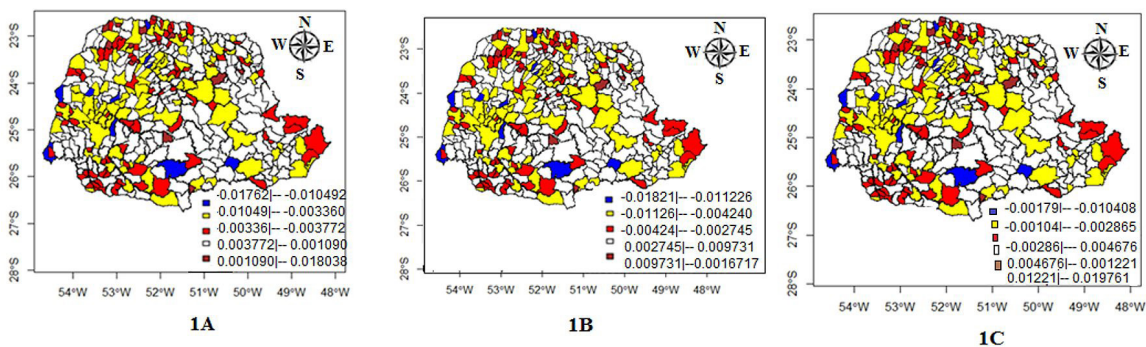 N
W E
S
23°S
24°S
25°S
26°S
27°S
28°S
-0.01762|-- -0.010492
-0.01049|-- -0.003360
-0.00336|-- -0.003772
0.003772|-- 0.001090
0.001090|-- 0.018038
54°W 53°W 52°W 51°W 50°W 49°W 48°W
1A
N
W E
S
23°S
24°S
25°S
26°S
27°S
28°S
-0.01821|-- -0.011226
-0.01126|-- -0.004240
-0.00424|-- -0.002745
0.002745|-- 0.009731
0.009731|--0.0016717
54°W 53°W 52°W 51°W 50°W 49°W 48°W
1B
N
W E
S
23°S
24°S
25°S
26°S
27°S
28°S
-0.00179|-- -0.010408
-0.00104|-- -0.002865
-0.00286|--- 0.004676
0.004676|-- 0.001221
0.01221|-- 0.019761
54°W 53°W 52°W 51°W 50°W 49°W 48°W
1C